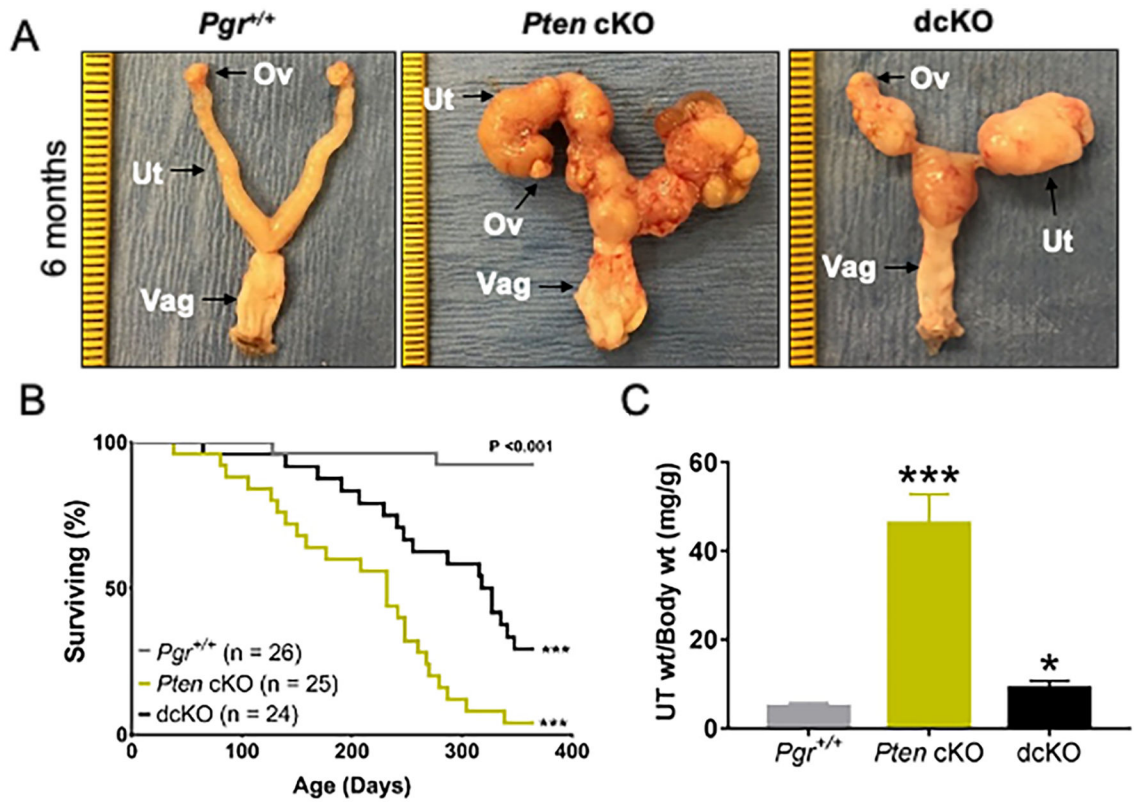 A
Pgr+/+
Pten cKO
dcKO
6 months
Ov
Ut
Vag
Ut
Ov
Vag
Ov
Ut
Vag
B
P <0.001
Surviving (%)
100
50
0
Pgr+/+ (n = 26)
Pten cKO (n = 25)
dcKO (n = 24)
***
***
0
100
200
300
400
Age (Days)
C
UT wt/Body wt (mg/g)
60
40
20
0
***
*
Pgr+/+
Pten cKO
dcKO